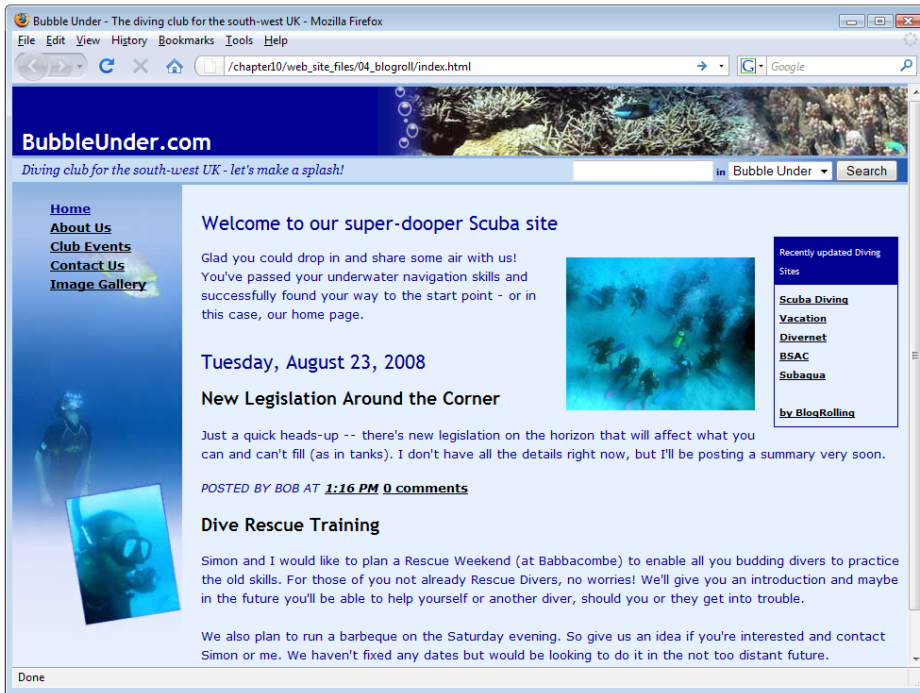 Bubble Under - The diving club for the south-west UK - Mozilla Firefox
File Edit View History Bookmarks Tools Help
/chapter10/web_site_files/04_blogroll/index.html
G Google
BubbleUnder.com
Diving club for the south-west UK - let's make a splash!
in Bubble Under Search
Home
About Us
Club Events
Contact Us
Image Gallery
Welcome to our super-dooper Scuba site
Glad you could drop in and share some air with us!
You've passed your underwater navigation skills and
successfully found your way to the start point - or in
this case, our home page.
Recently updated Diving
Sites
Scuba Diving
Vacation
Divernet
BSAC
Subaqua
by BlogRolling
Tuesday, August 23, 2008
New Legislation Around the Corner
Just a quick heads-up -- there's new legislation on the horizon that will affect what you
can and can't fill (as in tanks). I don't have all the details right now, but I'll be posting a summary very soon.
POSTED BY BOB AT 1:16 PM 0 comments
Dive Rescue Training
Simon and I would like to plan a Rescue Weekend (at Babbacombe) to enable all you budding divers to practice
the old skills. For those of you not already Rescue Divers, no worries! We'll give you an introduction and maybe
in the future you'll be able to help yourself or another diver, should you or they get into trouble.
We also plan to run a barbeque on the Saturday evening. So give us an idea if you're interested and contact
Simon or me. We haven't fixed any dates but would be looking to do it in the not too distant future.
Done